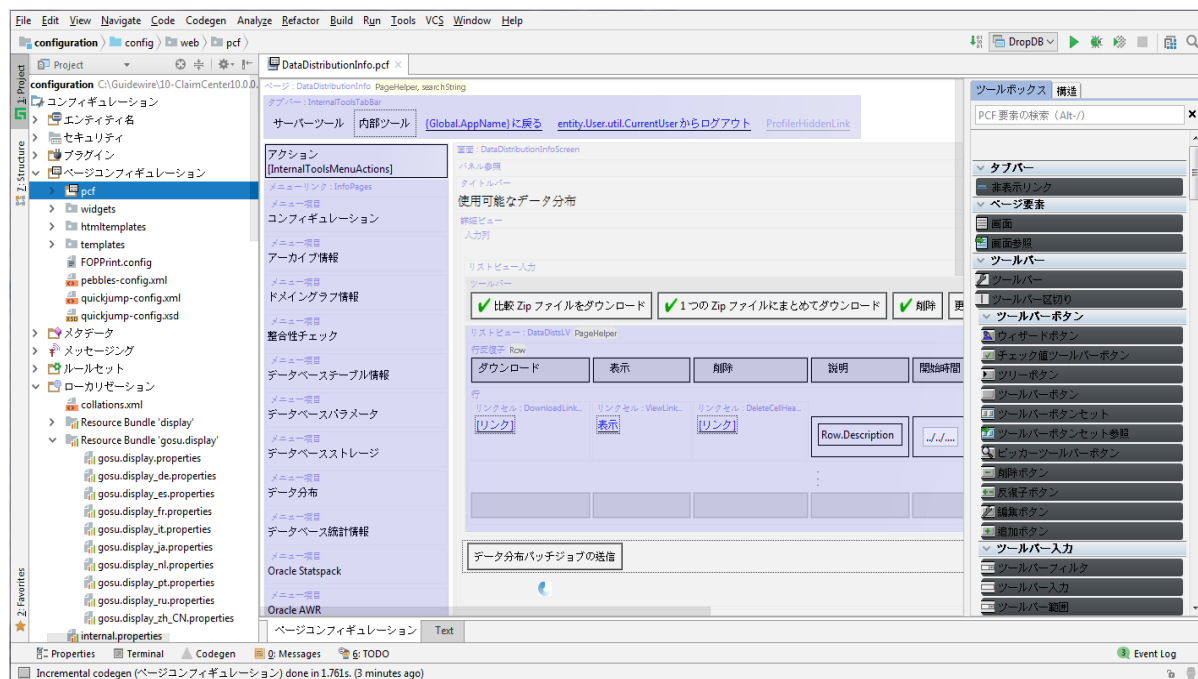 File Edit View Navigate Code Codegen Analyze Refactor Build Run Tools VCS Window Help
configuration config web pcf
DropDB
Project
DataDistributionInfo.pcf
1: Project
7: Structure
2: Favorites
configuration C:\Guidewire\10-ClaimCenter10.0.0.
コンフィギュレーション
エンティティ名
セキュリティ
プラグイン
ページコンフィギュレーション
pcf
widgets
htmltemplates
templates
FOPPrint.config
pebbles-config.xml
quickjump-config.xml
quickjump-config.xsd
メタデータ
メッセージング
ルールセット
ローカリゼーション
collations.xml
Resource Bundle 'display'
Resource Bundle 'gosu.display'
gosu.display.properties
gosu.display_de.properties
gosu.display_es.properties
gosu.display_fr.properties
gosu.display_it.properties
gosu.display_ja.properties
gosu.display_nl.properties
gosu.display_pt.properties
gosu.display_ru.properties
gosu.display_zh_CN.properties
internal.properties
ページ : DataDistributionInfo PageHelper, searchString
タブバー : InternalToolsTabBar
サーバーツール 内部ツール {Global.AppName}に戻る entity.User.util.CurrentUserからログアウト ProfilerHiddenLink
アクション
[InternalToolsMenuActions]
メニューリンク : InfoPages
メニュー項目
コンフィギュレーション
メニュー項目
アーカイブ情報
メニュー項目
ドメイングラフ情報
メニュー項目
整合性チェック
メニュー項目
データベーステーブル情報
メニュー項目
データベースパラメータ
メニュー項目
データベースストレージ
メニュー項目
データ分布
メニュー項目
データベース統計情報
メニュー項目
Oracle Statspack
メニュー項目
Oracle AWR
画面 : DataDistributionInfoScreen
パネル参照
タイトルバー
使用可能なデータ分布
詳細ビュー
入力列
リストビュー入力
ツールバー
比較 Zip ファイルをダウンロード 1つの Zip ファイルにまとめてダウンロード 削除 更
リストビュー : DataDistsLV PageHelper
行反復子 Row
ダウンロード 表示 削除 説明 開始時間
行
リンクセル : DownloadLink... リンクセル : ViewLink... リンクセル : DeleteCellHea...
[リンク] 表示 [リンク] Row.Description ../../....
データ分布バッチジョブの送信
ページコンフィギュレーション Text
ツールボックス 構造
PCF 要素の検索 (Alt-/)
タブバー
非表示リンク
ページ要素
画面
画面参照
ツールバー
ツールバー
ツールバー区切り
ツールバーボタン
ウィザードボタン
チェック値ツールバーボタン
ツリーボタン
ツールバーボタン
ツールバーボタンセット
ツールバーボタンセット参照
ピッカーツールバーボタン
削除ボタン
反復子ボタン
編集ボタン
追加ボタン
ツールバー入力
ツールバーフィルタ
ツールバー入力
ツールバー範囲
Properties Terminal Codegen 0: Messages 6: TODO 3 Event Log
Incremental codegen (ページコンフィギュレーション) done in 1.761s. (3 minutes ago)